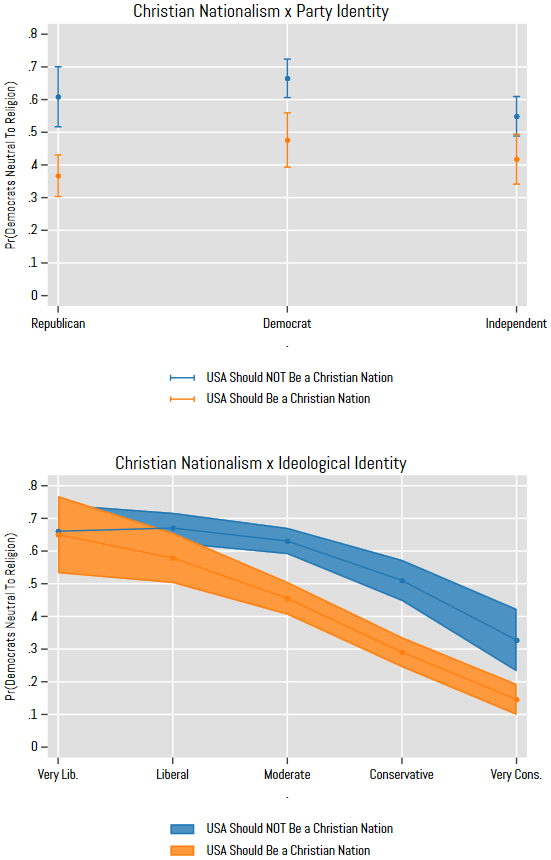 Christian Nationalism x Party Identity
Pr(Democrats Neutral To Religion)
.8
.7
.6
.5
.4
.3
.2
.1
0
Republican Democrat Independent
.
USA Should NOT Be a Christian Nation
USA Should Be a Christian Nation
Christian Nationalism x Ideological Identity
Pr(Democrats Neutral To Religion)
.8
.7
.6
.5
.4
.3
.2
.1
0
Very Lib. Liberal Moderate Conservative Very Cons.
.
USA Should NOT Be a Christian Nation
USA Should Be a Christian Nation